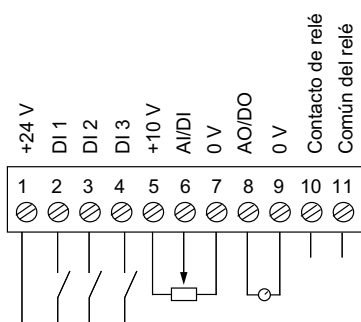 +24 V
DI 1
DI 2
DI 3
+10 V
AI/DI
0 V
AO/DO
0 V
Contacto de relé
Común del relé
1 2 3 4 5 6 7 8 9 10 11